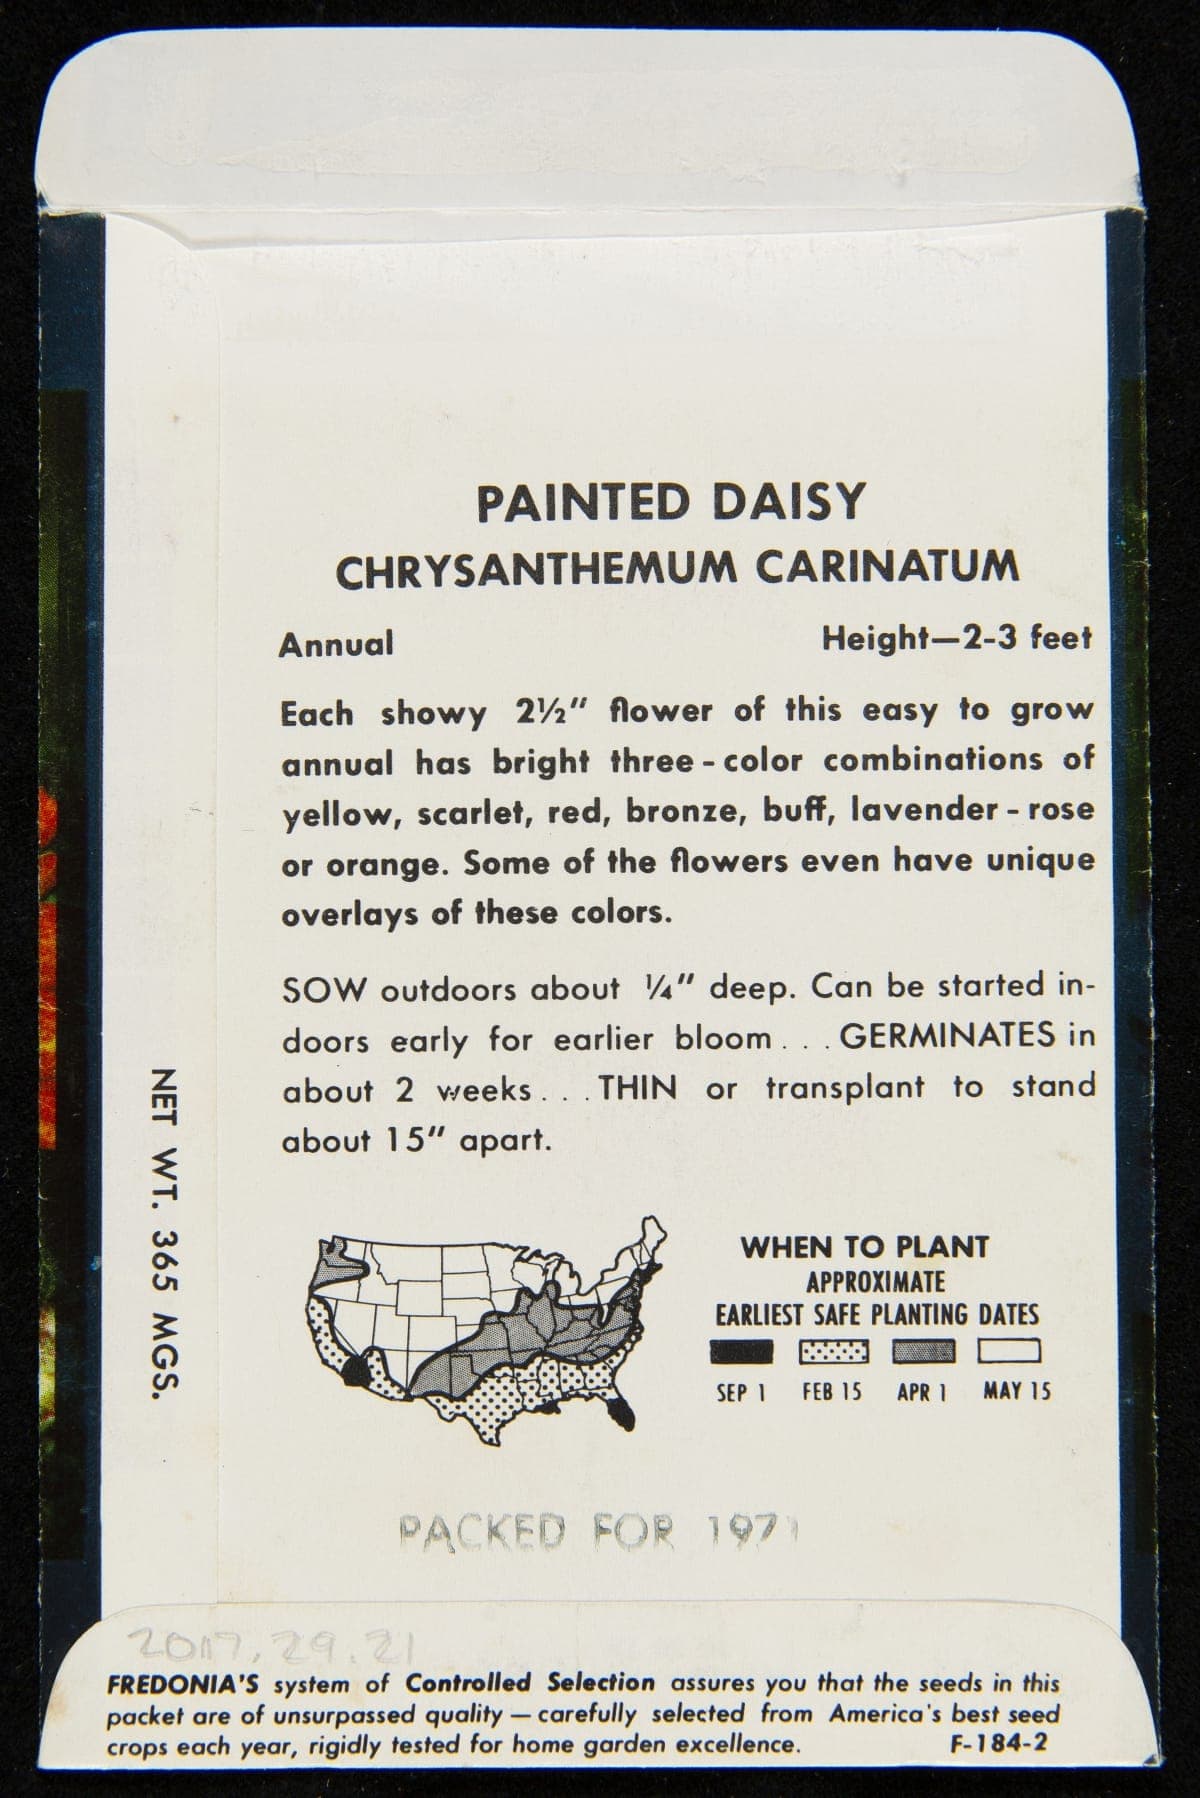 PAINTED DAISY
CHRYSANTHEMUM CARINATUM
Annual Height—2-3 feet
Each showy 2½" flower of this easy to grow
annual has bright three-color combinations of
yellow, scarlet, red, bronze, buff, lavender-rose
or orange. Some of the flowers even have unique
overlays of these colors.
SOW outdoors about ¼" deep. Can be started in-
doors early for earlier bloom . . . GERMINATES in
about 2 weeks . . . THIN or transplant to stand
about 15" apart.
NET WT. 365 MGS.
WHEN TO PLANT
APPROXIMATE
EARLIEST SAFE PLANTING DATES
SEP 1 FEB 15 APR 1 MAY 15
PACKED FOR 1971
2017.29.21
FREDONIA'S system of Controlled Selection assures you that the seeds in this
packet are of unsurpassed quality — carefully selected from America's best seed
crops each year, rigidly tested for home garden excellence. F-184-2